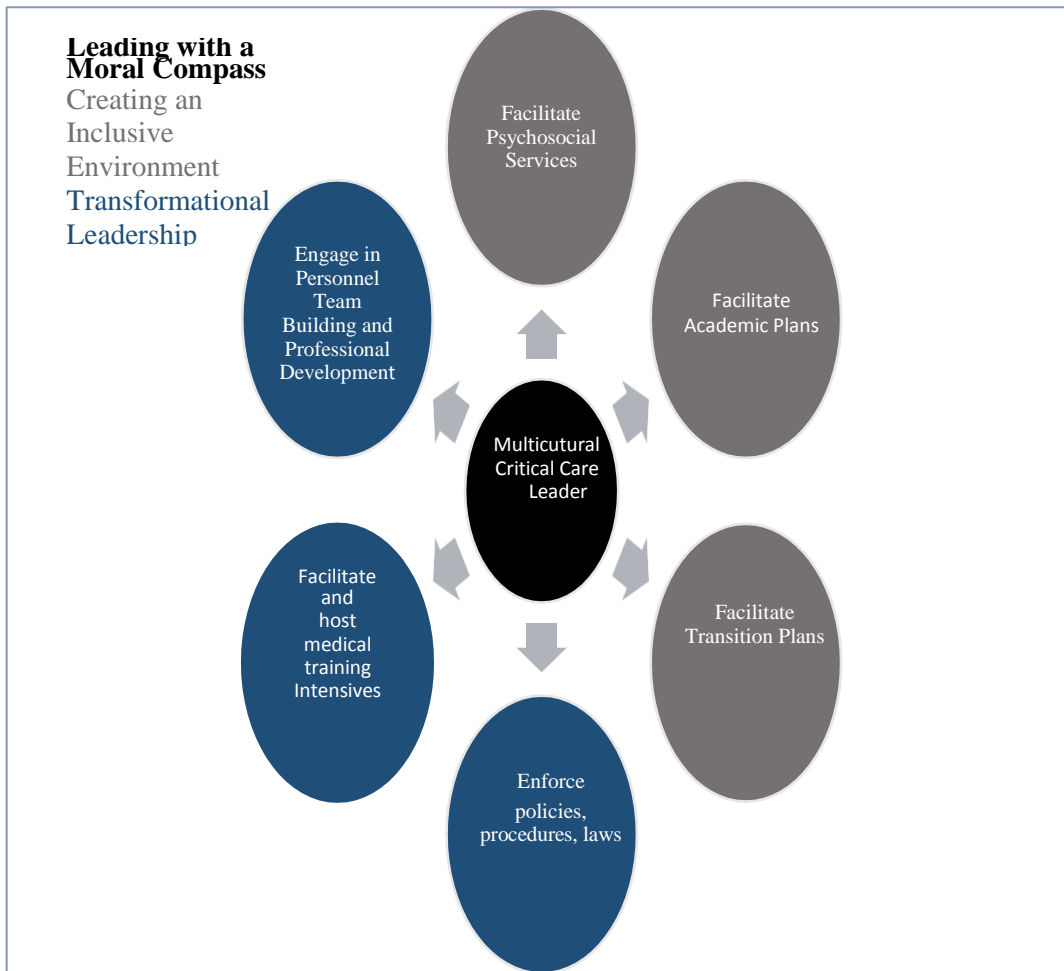 Leading with a
Moral Compass
Creating an
Inclusive
Environment
Transformational
Leadership
Facilitate
Psychosocial
Services
Engage in
Personnel
Team
Building and
Professional
Development
Facilitate
Academic Plans
Multicutural
Critical Care
Leader
Facilitate
and
host
medical
training
Intensives
Facilitate
Transition Plans
Enforce
policies,
procedures, laws